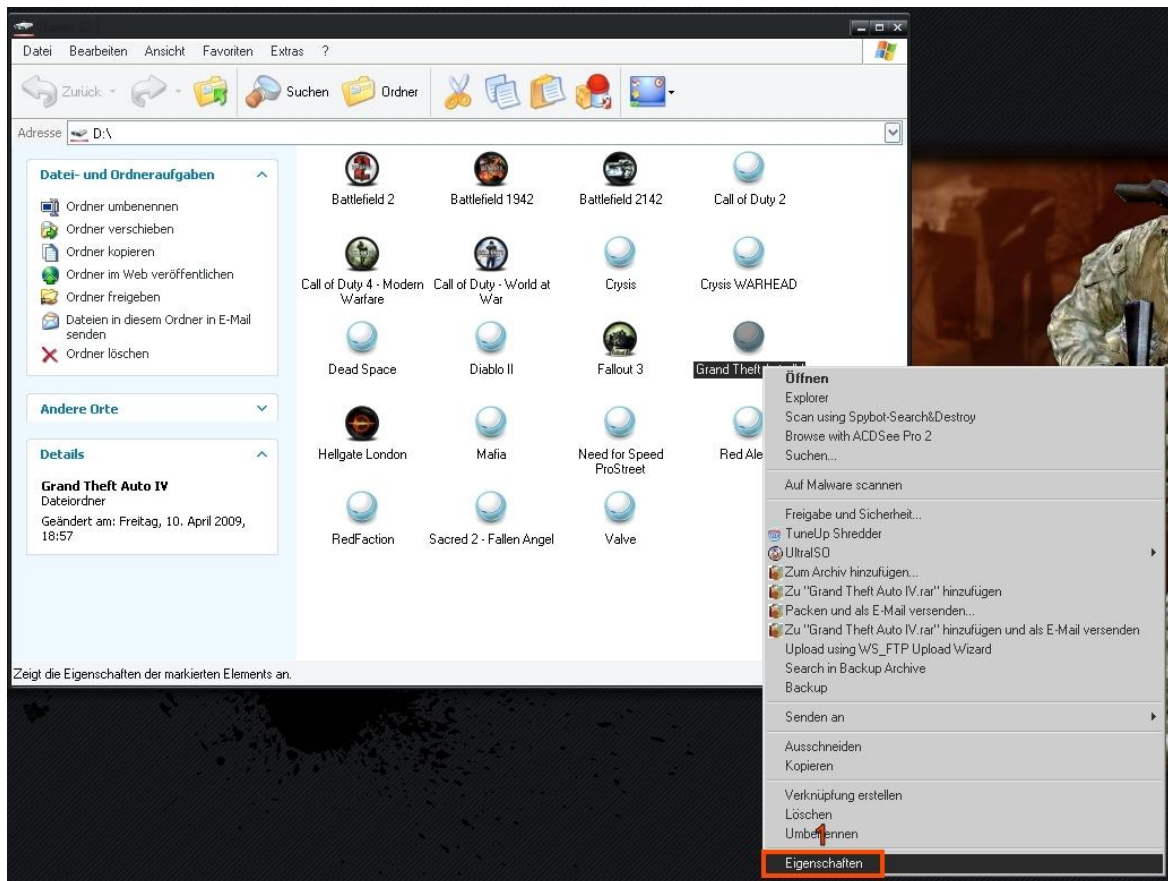 Datei Bearbeiten Ansicht Favoriten Extras ?
Zurück Suchen Ordner
Adresse D:\
Datei- und Ordneraufgaben
Ordner umbenennen
Ordner verschieben
Ordner kopieren
Ordner im Web veröffentlichen
Ordner freigeben
Dateien in diesem Ordner in E-Mail
senden
Ordner löschen
Andere Orte
Details
Grand Theft Auto IV
Dateiordner
Geändert am: Freitag, 10. April 2009,
18:57
Battlefield 2 Battlefield 1942 Battlefield 2142 Call of Duty 2
Call of Duty 4 - Modern Call of Duty - World at Crysis Crysis WARHEAD
Warfare War
Dead Space Diablo II Fallout 3 Grand Theft
Hellgate London Mafia Need for Speed Red Ale
ProStreet
RedFaction Sacred 2 - Fallen Angel Valve
Zeigt die Eigenschaften der markierten Elements an.
Öffnen
Explorer
Scan using Spybot-Search&Destroy
Browse with ACDSee Pro 2
Suchen...
Auf Malware scannen
Freigabe und Sicherheit...
TuneUp Shredder
UltraISO
Zum Archiv hinzufügen...
Zu "Grand Theft Auto IV.rar" hinzufügen
Packen und als E-Mail versenden...
Zu "Grand Theft Auto IV.rar" hinzufügen und als E-Mail versenden
Upload using WS_FTP Upload Wizard
Search in Backup Archive
Backup
Senden an
Ausschneiden
Kopieren
Verknüpfung erstellen
Löschen
Umbenennen
1
Eigenschaften